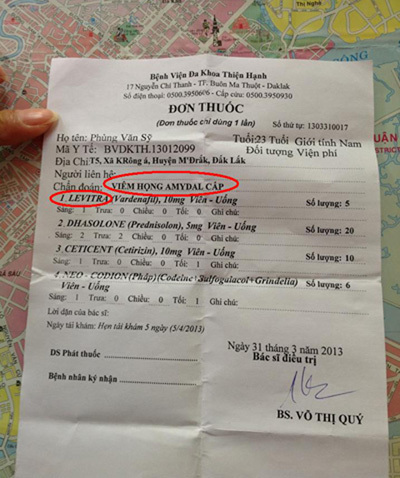 Bệnh Viện Đa Khoa Thiện Hạnh
17 Nguyễn Chí Thanh - TP. Buôn Ma Thuột - Daklak
Số điện thoại: 0500.3950606 - Cấp cứu: 0500.3950930
ĐƠN THUỐC
(Đơn thuốc chỉ dùng 1 lần)
Số thứ tự: 1303310017
Họ tên: Phùng Văn Sỹ Tuổi: 23 Tuổi Giới tính Nam
Mã Y Tế: BVDKTH.13012099 Đối tượng Viện phí
Địa Chỉ TS, Xã KRông á, Huyện M'Đrắk, Đắk Lắk
Người liên hệ:
Chẩn đoán: VIÊM HỌNG AMYDAL CẤP
1. LEVITRA (Vardenafil), 10mg Viên - Uống Số lượng: 5
Sáng: 1 Trưa: 0 Chiều: 0 Tối: 0 Ghi chú:
2. DHASOLONE (Prednisolon), 5mg Viên - Uống Số lượng: 20
Sáng: 2 Trưa: 2 Chiều: 0 Tối: 0 Ghi chú:
3. CETICENT (Cetirizin), 10mg Viên - Uống Số lượng: 10
Sáng: 1 Trưa: 0 Chiều: 0 Tối: 1 Ghi chú:
4. NEO - CODION (Pháp) (Codeine+Sulfogaiacol+Grindelia) Số lượng: 6
Viên - Uống
Sáng: 1 Trưa: 0 Chiều: 0 Tối: 1 Ghi chú:
Lời dặn của bác sĩ:
Ngày tái khám: Hẹn tái khám 5 ngày (5/4/2013)
Ngày 31 tháng 3 năm 2013
DS Phát thuốc Bác sĩ điều trị
Bệnh nhân ký nhận
BS. VÕ THỊ QUÝ